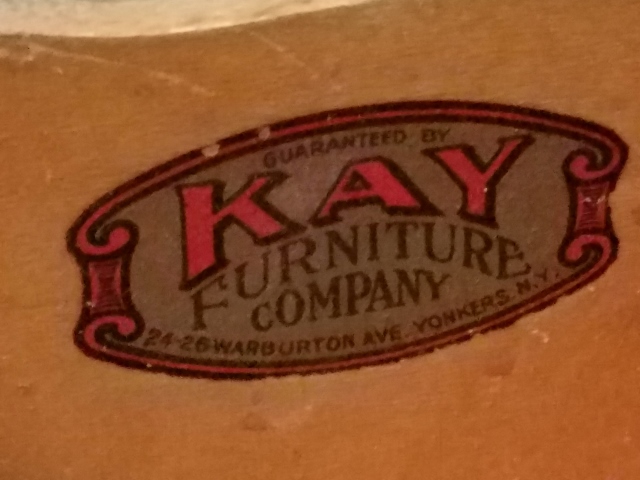 GUARANTEED BY
KAY
FURNITURE
COMPANY
24-26 WARBURTON AVE. YONKERS, N.Y.